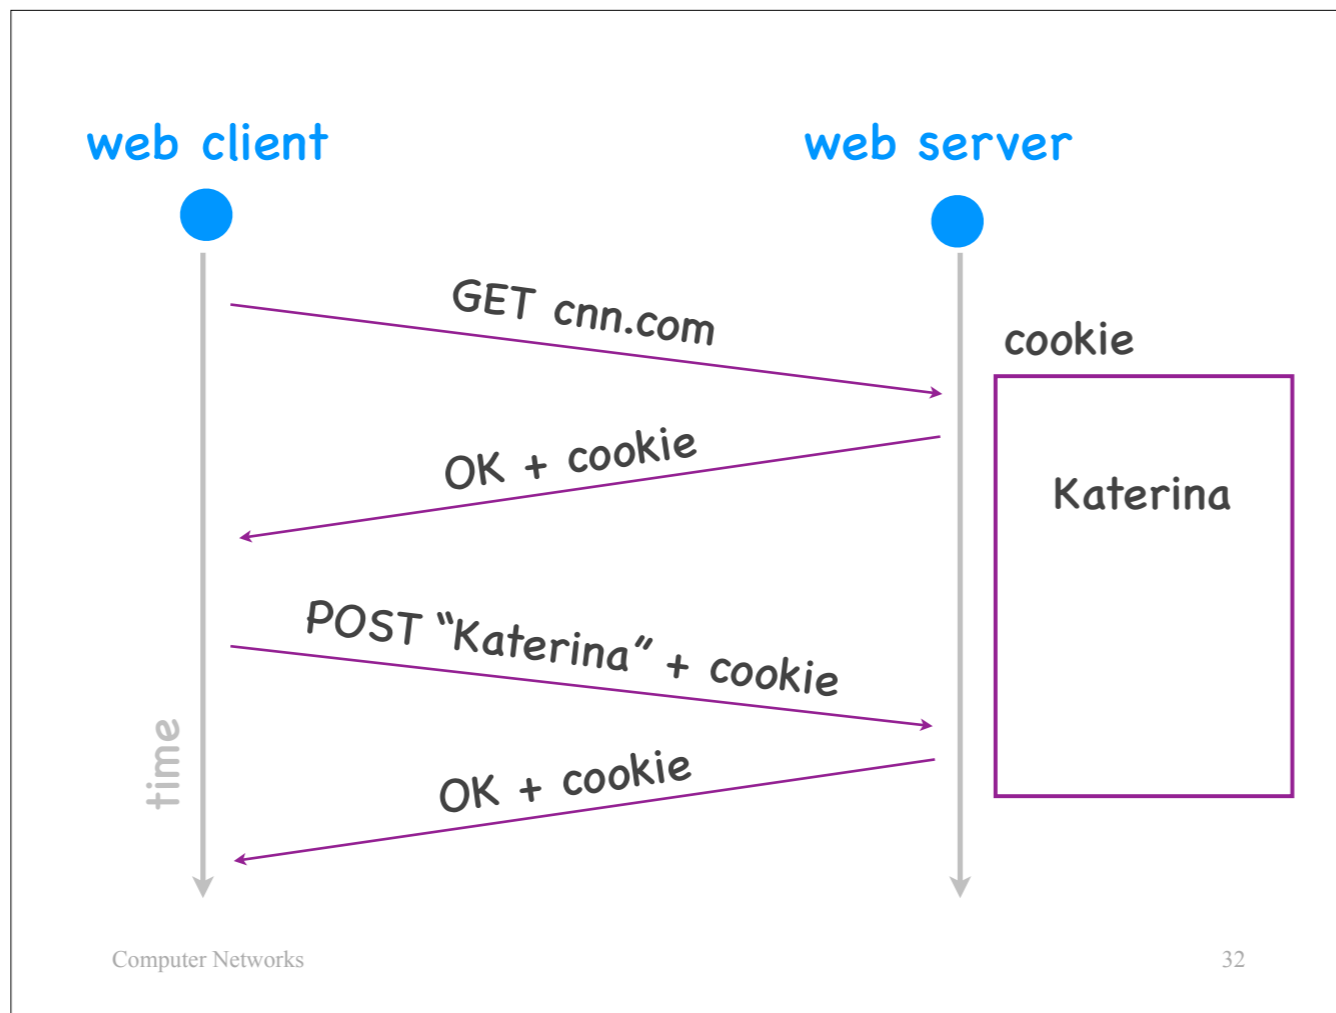 web client
web server
GET cnn.com
cookie
OK + cookie
Katerina
POST “Katerina” + cookie
time
OK + cookie
Computer Networks
32